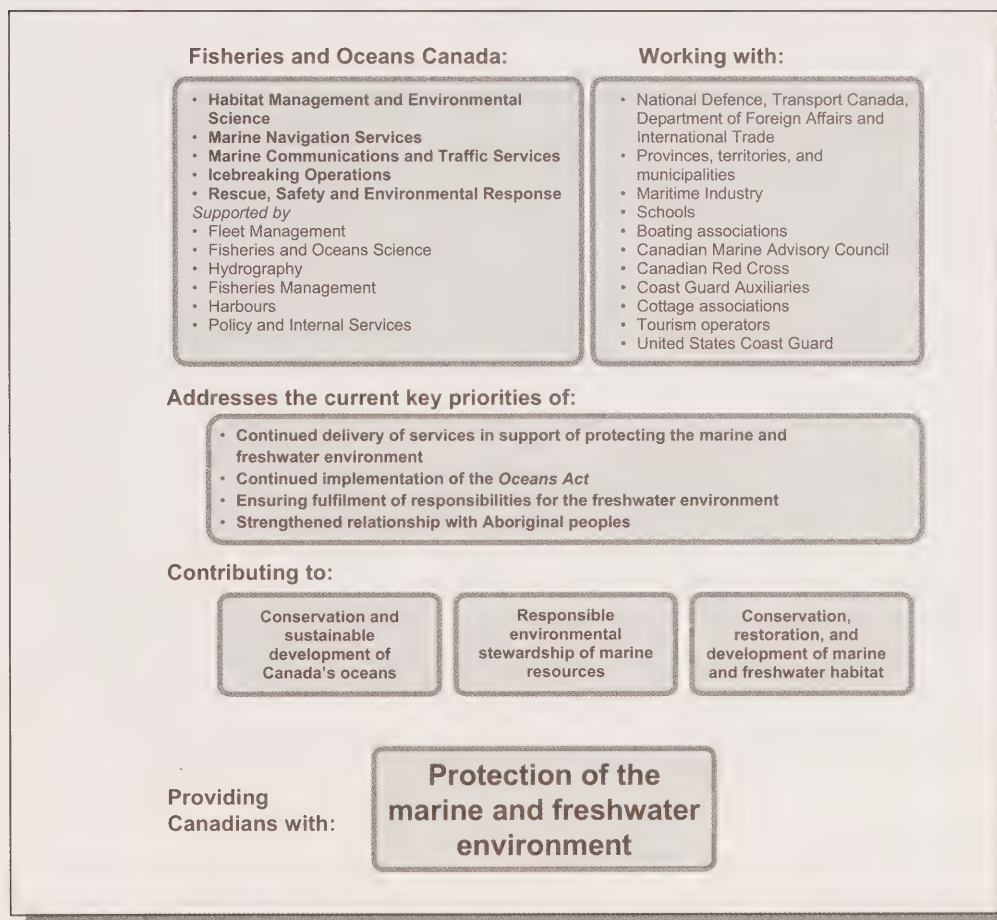 Fisheries and Oceans Canada:
• Habitat Management and Environmental
Science
• Marine Navigation Services
• Marine Communications and Traffic Services
• Icebreaking Operations
• Rescue, Safety and Environmental Response
Supported by
• Fleet Management
• Fisheries and Oceans Science
• Hydrography
• Fisheries Management
• Harbours
• Policy and Internal Services
Working with:
• National Defence, Transport Canada,
Department of Foreign Affairs and
International Trade
• Provinces, territories, and
municipalities
• Maritime Industry
• Schools
• Boating associations
• Canadian Marine Advisory Council
• Canadian Red Cross
• Coast Guard Auxiliaries
• Cottage associations
• Tourism operators
• United States Coast Guard
Addresses the current key priorities of:
• Continued delivery of services in support of protecting the marine and
freshwater environment
• Continued implementation of the Oceans Act
• Ensuring fulfilment of responsibilities for the freshwater environment
• Strengthened relationship with Aboriginal peoples
Contributing to:
Conservation and
sustainable
development of
Canada's oceans
Responsible
environmental
stewardship of marine
resources
Conservation,
restoration, and
development of marine
and freshwater habitat
Providing
Canadians with:
Protection of the
marine and freshwater
environment